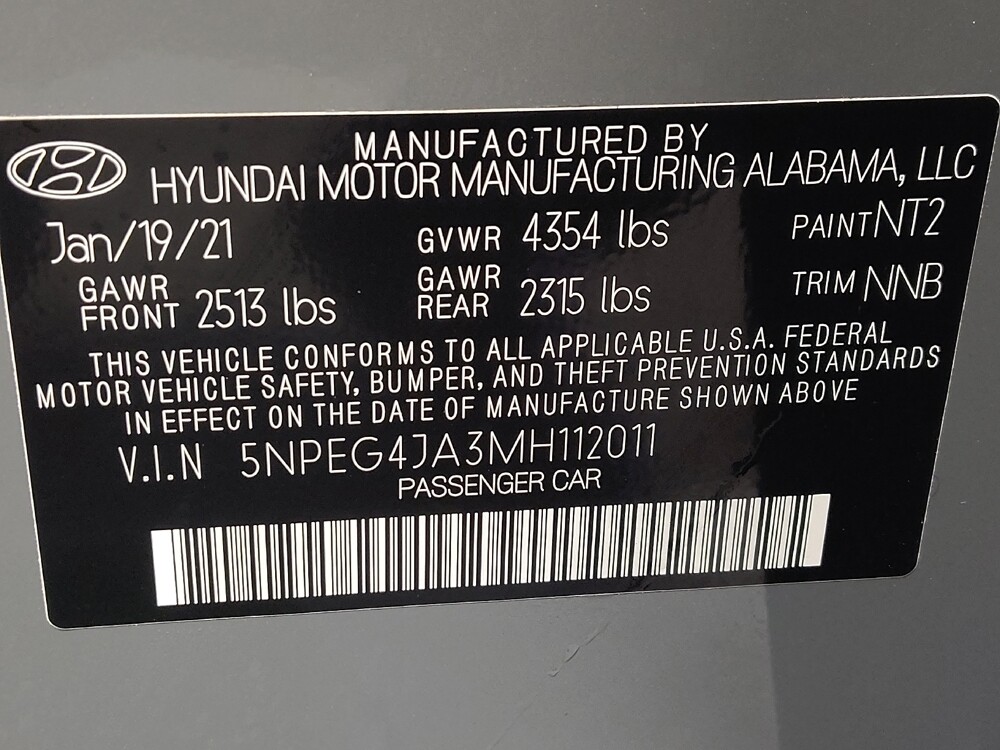 MANUFACTURED BY
HYUNDAI MOTOR MANUFACTURING ALABAMA, LLC
Jan/19/21 GVWR 4354 lbs PAINT NT2
GAWR FRONT 2513 lbs GAWR REAR 2315 lbs TRIM NNB
THIS VEHICLE CONFORMS TO ALL APPLICABLE U.S.A. FEDERAL
MOTOR VEHICLE SAFETY, BUMPER, AND THEFT PREVENTION STANDARDS
IN EFFECT ON THE DATE OF MANUFACTURE SHOWN ABOVE
V.I.N 5NPEG4JA3MH112011
PASSENGER CAR